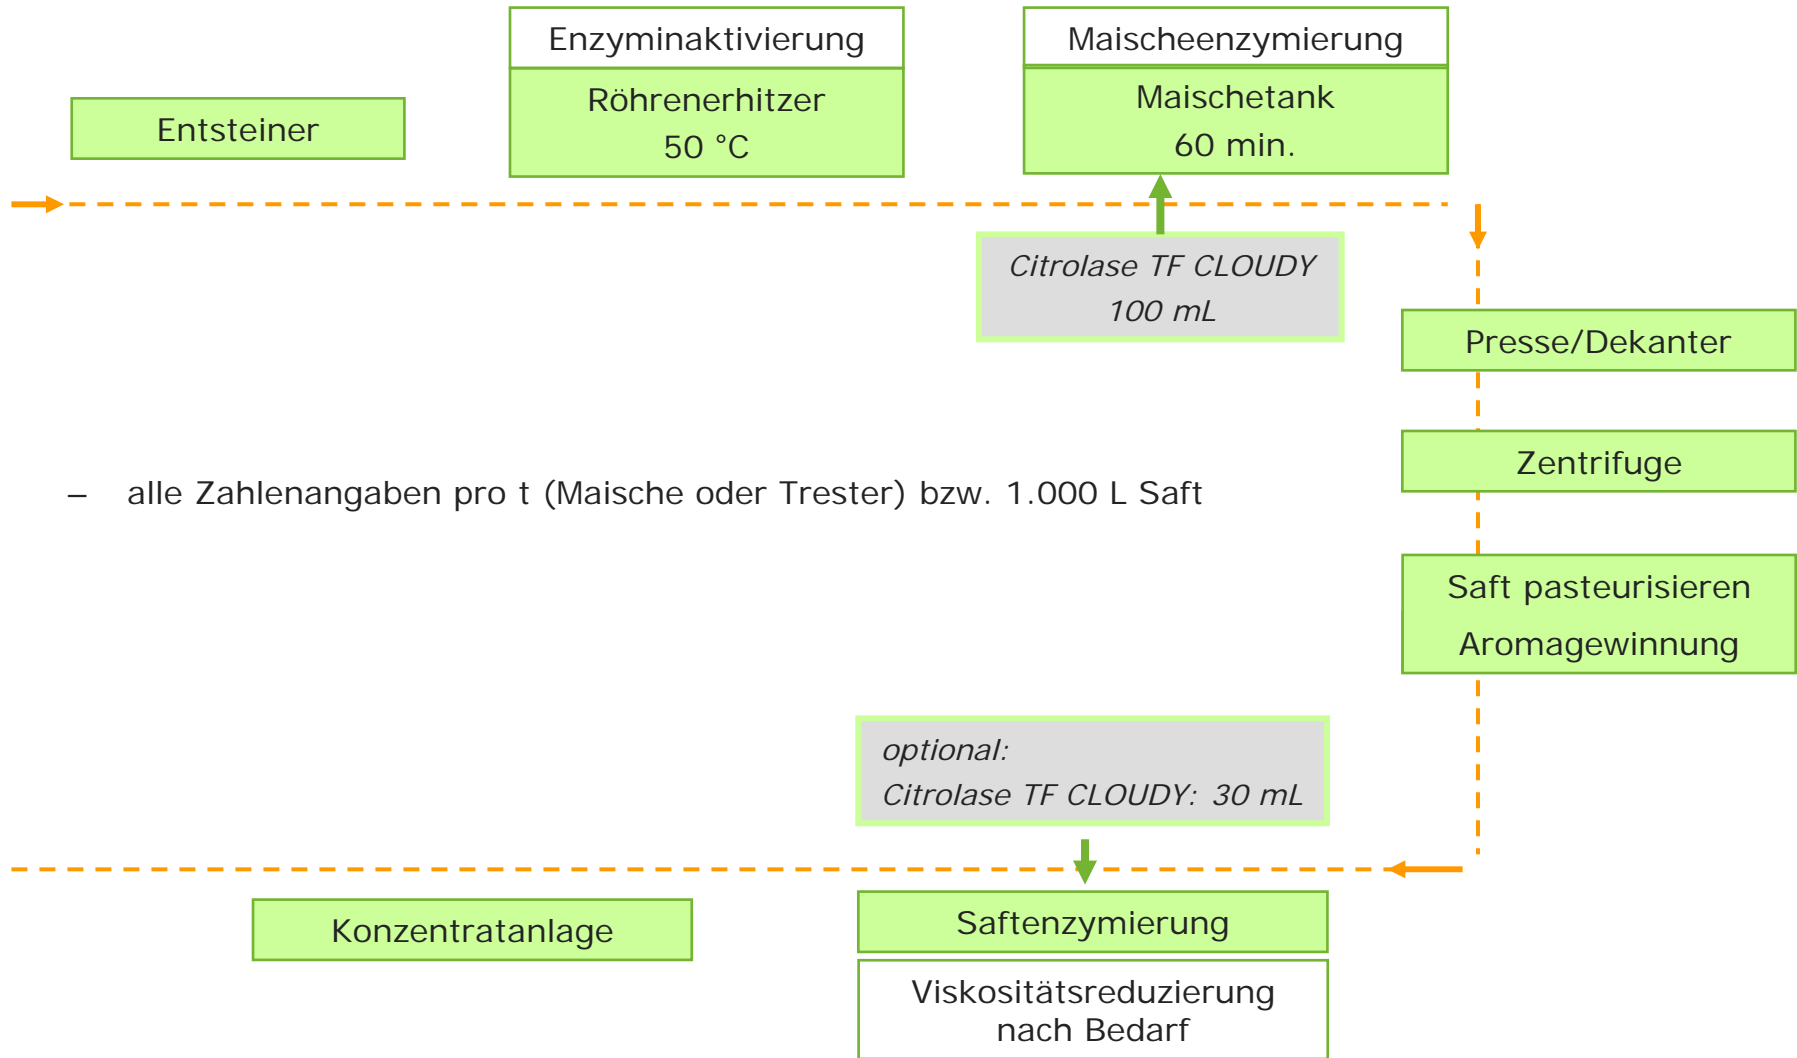 Entsteiner
Enzyminaktivierung
Röhrenerhitzer
50 °C
Maischeenzymierung
Maischetank
60 min.
Citrolase TF CLOUDY
100 mL
Presse/Dekanter
Zentrifuge
– alle Zahlenangaben pro t (Maische oder Trester) bzw. 1.000 L Saft
Saft pasteurisieren
Aromagewinnung
optional:
Citrolase TF CLOUDY: 30 mL
Saftenzymierung
Viskositätsreduzierung
nach Bedarf
Konzentratanlage